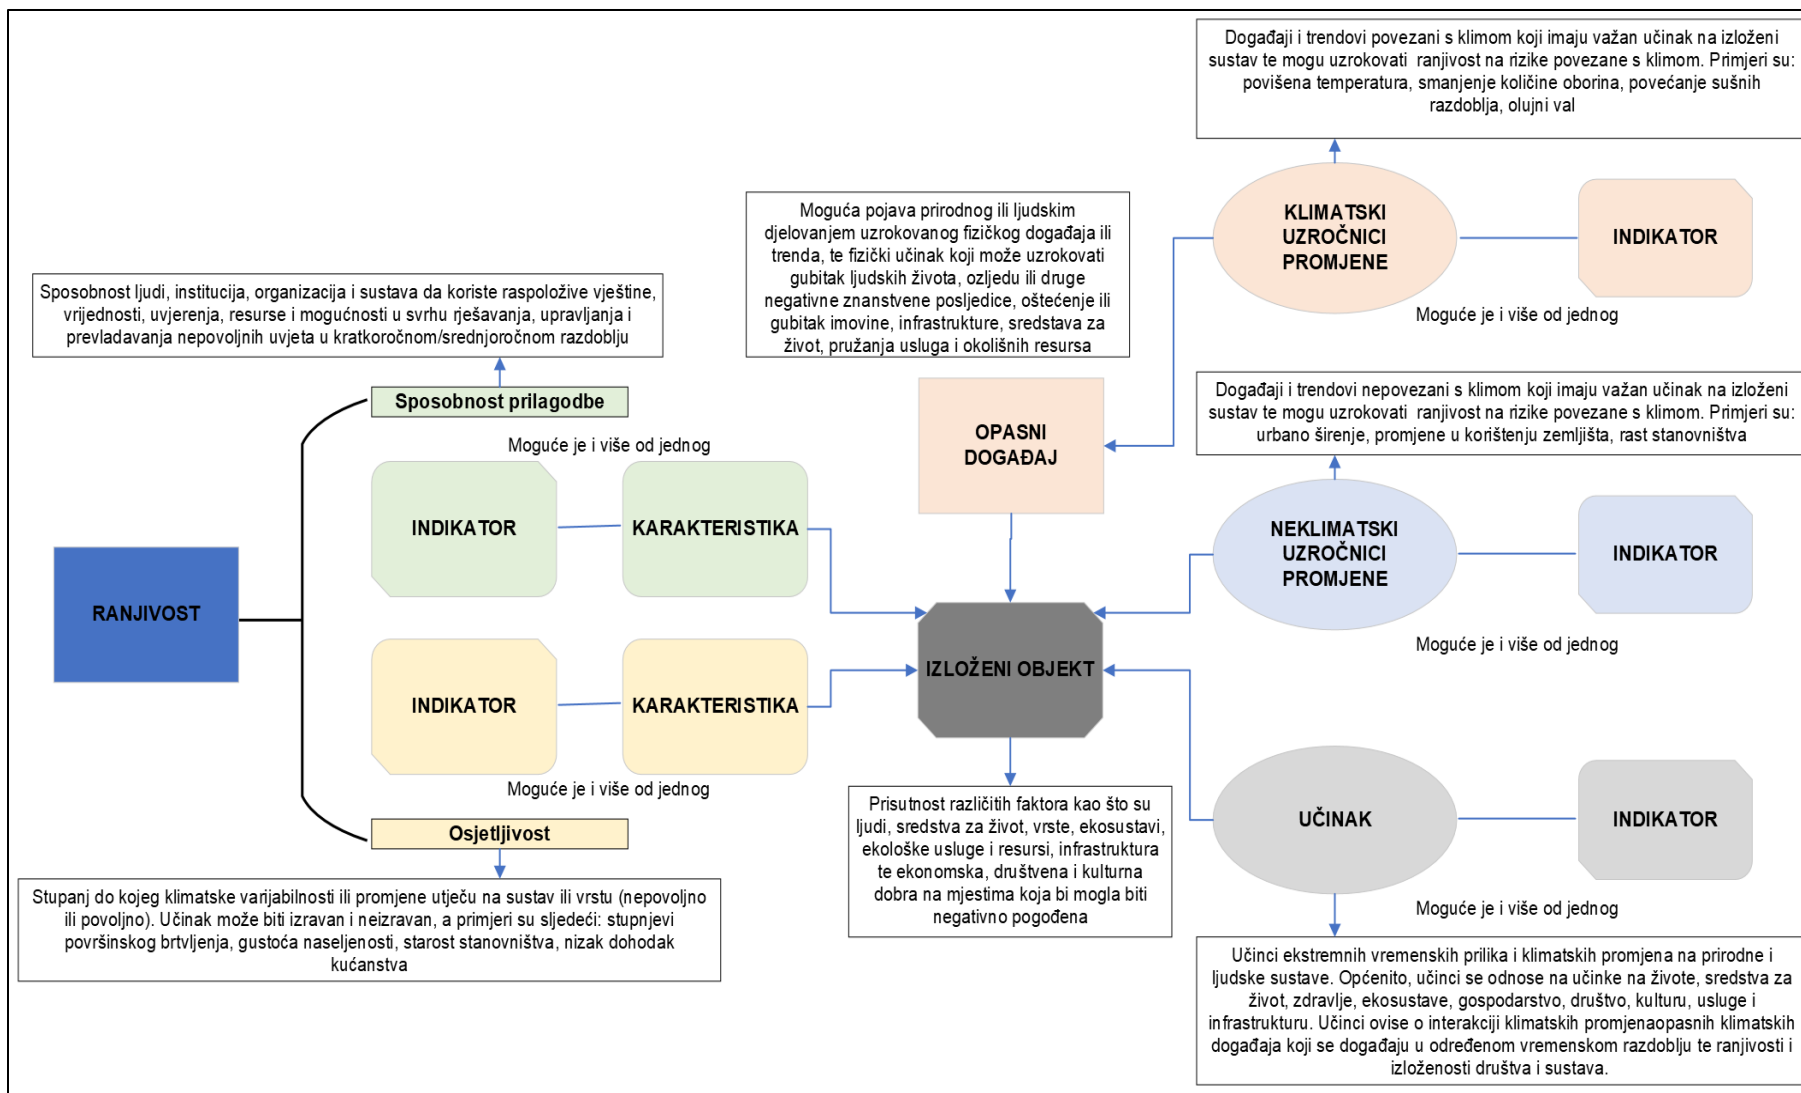 Događaji i trendovi povezani s klimom koji imaju važan učinak na izloženi
sustav te mogu uzrokovati  ranjivost na rizike povezane s klimom. Primjeri su:
povišena temperatura, smanjenje količine oborina, povećanje sušnih
razdoblja, olujni val
KLIMATSKI
UZROČNICI
PROMJENE
INDIKATOR
Moguće je i više od jednog
Moguća pojava prirodnog ili ljudskim
djelovanjem uzrokovanog fizičkog događaja ili
trenda, te fizički učinak koji može uzrokovati
gubitak ljudskih života, ozljedu ili druge
negativne znanstvene posljedice, oštećenje ili
gubitak imovine, infrastrukture, sredstava za
život, pružanja usluga i okolišnih resursa
Sposobnost ljudi, institucija, organizacija i sustava da koriste raspoložive vještine,
vrijednosti, uvjerenja, resurse i mogućnosti u svrhu rješavanja, upravljanja i
prevladavanja nepovoljnih uvjeta u kratkoročnom/srednjoročnom razdoblju
Sposobnost prilagodbe
Moguće je i više od jednog
OPASNI
DOGAĐAJ
Događaji i trendovi nepovezani s klimom koji imaju važan učinak na izloženi
sustav te mogu uzrokovati  ranjivost na rizike povezane s klimom. Primjeri su:
urbano širenje, promjene u korištenju zemljišta, rast stanovništva
INDIKATOR
KARAKTERISTIKA
NEKLIMATSKI
UZROČNICI
PROMJENE
INDIKATOR
Moguće je i više od jednog
RANJIVOST
IZLOŽENI OBJEKT
INDIKATOR
KARAKTERISTIKA
Moguće je i više od jednog
Osjetljivost
Stupanj do kojeg klimatske varijabilnosti ili promjene utječu na sustav ili vrstu (nepovoljno
ili povoljno). Učinak može biti izravan i neizravan, a primjeri su sljedeći: stupnjevi
površinskog brtvljenja, gustoća naseljenosti, starost stanovništva, nizak dohodak
kućanstva
Prisutnost različitih faktora kao što su
ljudi, sredstva za život, vrste, ekosustavi,
ekološke usluge i resursi, infrastruktura
te ekonomska, društvena i kulturna
dobra na mjestima koja bi mogla biti
negativno pogođena
UČINAK
INDIKATOR
Moguće je i više od jednog
Učinci ekstremnih vremenskih prilika i klimatskih promjena na prirodne i
ljudske sustave. Općenito, učinci se odnose na učinke na živote, sredstva za
život, zdravlje, ekosustave, gospodarstvo, društvo, kulturu, usluge i
infrastrukturu. Učinci ovise o interakciji klimatskih promjenaopasnih klimatskih
događaja koji se događaju u određenom vremenskom razdoblju te ranjivosti i
izloženosti društva i sustava.